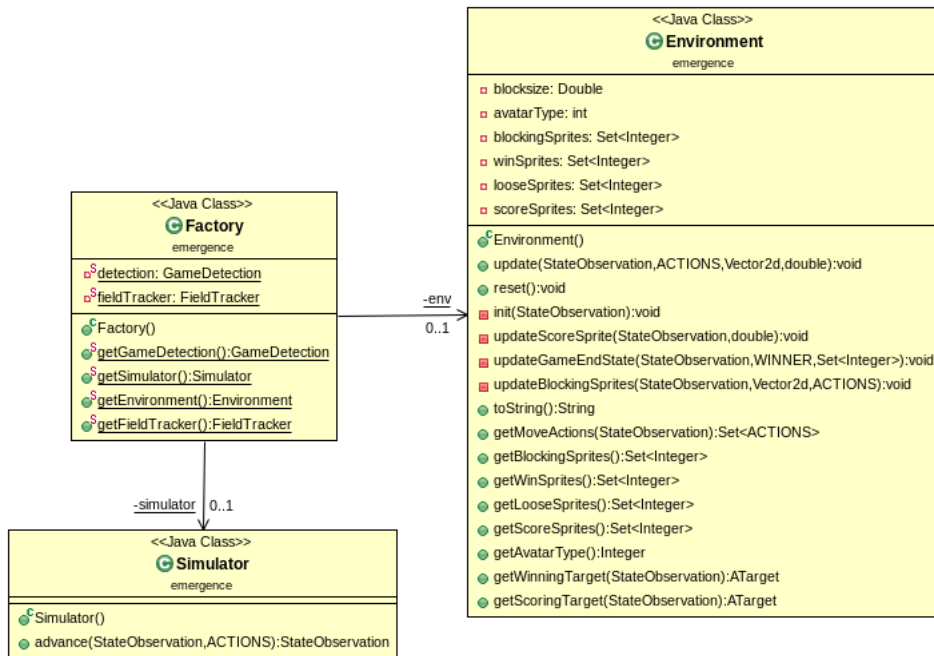 <<Java Class>>
Environment
emergence
blocksize: Double
avatarType: int
blockingSprites: Set<Integer>
winSprites: Set<Integer>
looseSprites: Set<Integer>
scoreSprites: Set<Integer>
Environment()
update(StateObservation,ACTIONS,Vector2d,double):void
reset():void
init(StateObservation):void
updateScoreSprite(StateObservation,double):void
updateGameEndState(StateObservation,WINNER,Set<Integer>):void
updateBlockingSprites(StateObservation,Vector2d,ACTIONS):void
toString():String
getMoveActions(StateObservation):Set<ACTIONS>
getBlockingSprites():Set<Integer>
getWinSprites():Set<Integer>
getLooseSprites():Set<Integer>
getScoreSprites():Set<Integer>
getAvatarType():Integer
getWinningTarget(StateObservation):ATarget
getScoringTarget(StateObservation):ATarget
<<Java Class>>
Factory
emergence
detection: GameDetection
fieldTracker: FieldTracker
Factory()
getGameDetection():GameDetection
getSimulator():Simulator
getEnvironment():Environment
getFieldTracker():FieldTracker
-env
0..1
-simulator
0..1
<<Java Class>>
Simulator
emergence
Simulator()
advance(StateObservation,ACTIONS):StateObservation